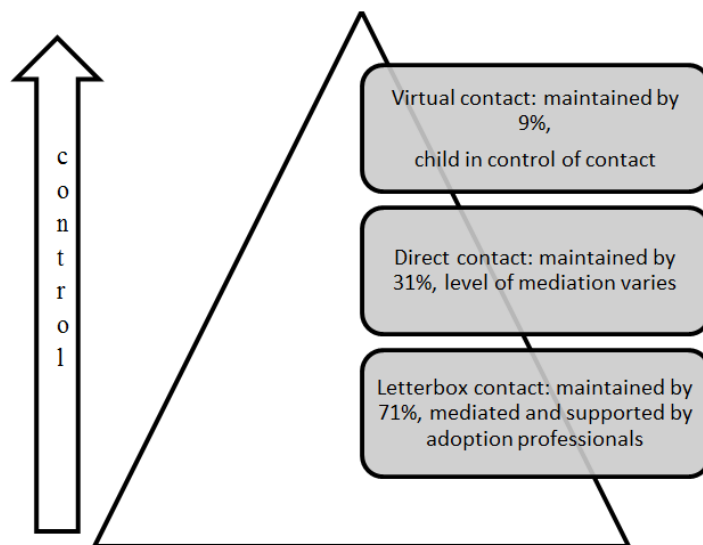 control
Virtual contact: maintained by
9%,
child in control of contact
Direct contact: maintained by
31%, level of mediation varies
Letterbox contact: maintained by
71%, mediated and supported by
adoption professionals